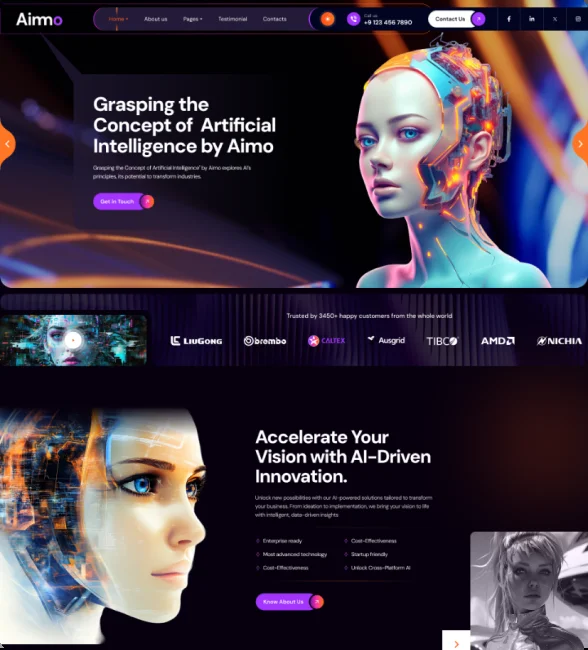 Aimo
Home
About us
Pages
Testimonial
Contacts
Call us
+9 123 456 7890
Contact Us
Grasping the
Concept of Artificial
Intelligence by Aimo
Grasping the Concept of Artificial Intelligence" by Aimo explores AI's
principles, its potential to transform industries.
Get in Touch
Trusted by 3450+ happy customers from the whole world
LIUGONG
brembo
CALTEX
Ausgrid
TIBCO
AMD
NICHIA
Accelerate Your
Vision with AI-Driven
Innovation.
Unlock new possibilities with our AI-powered solutions tailored to transform
your business. From ideation to implementation, we bring your vision to life
with intelligent, data-driven insights
Enterprise ready
Cost-Effectiveness
Most advanced technology
Startup friendly
Cost-Effectiveness
Unlock Cross-Platform AI
Know About Us